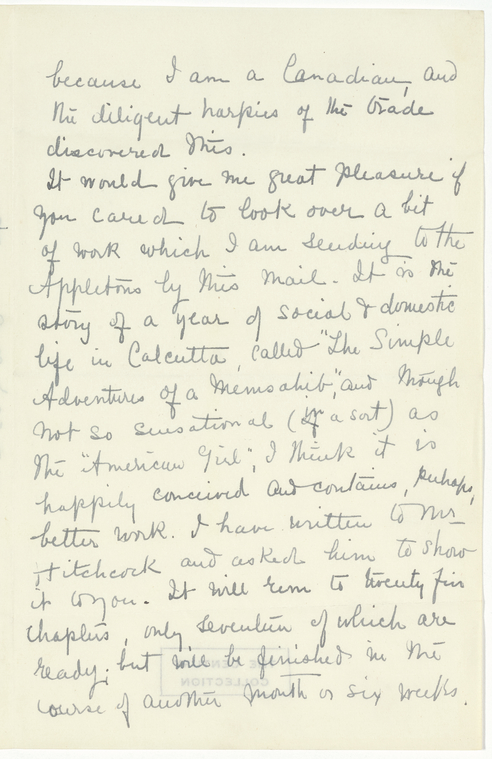 because I am a Canadian, and
the diligent harpies of the trade
discovered this.
It would give me great pleasure if
you cared to look over a bit
of work which I am sending to the
Appletons by this mail. It is the
story of a year of social & domestic
life in Calcutta, called "The Simple
Adventures of a Memsahib", and though
not so sensational (in a sort) as
the "American Girl", I think it is
happily conceived and contains, perhaps,
better work. I have written to Mr
Hitchcock and asked him to show
it to you. It will run to twenty five
chapters, only seventeen of which are
ready, but will be finished in the
course of another month or six weeks.
COLLECTION